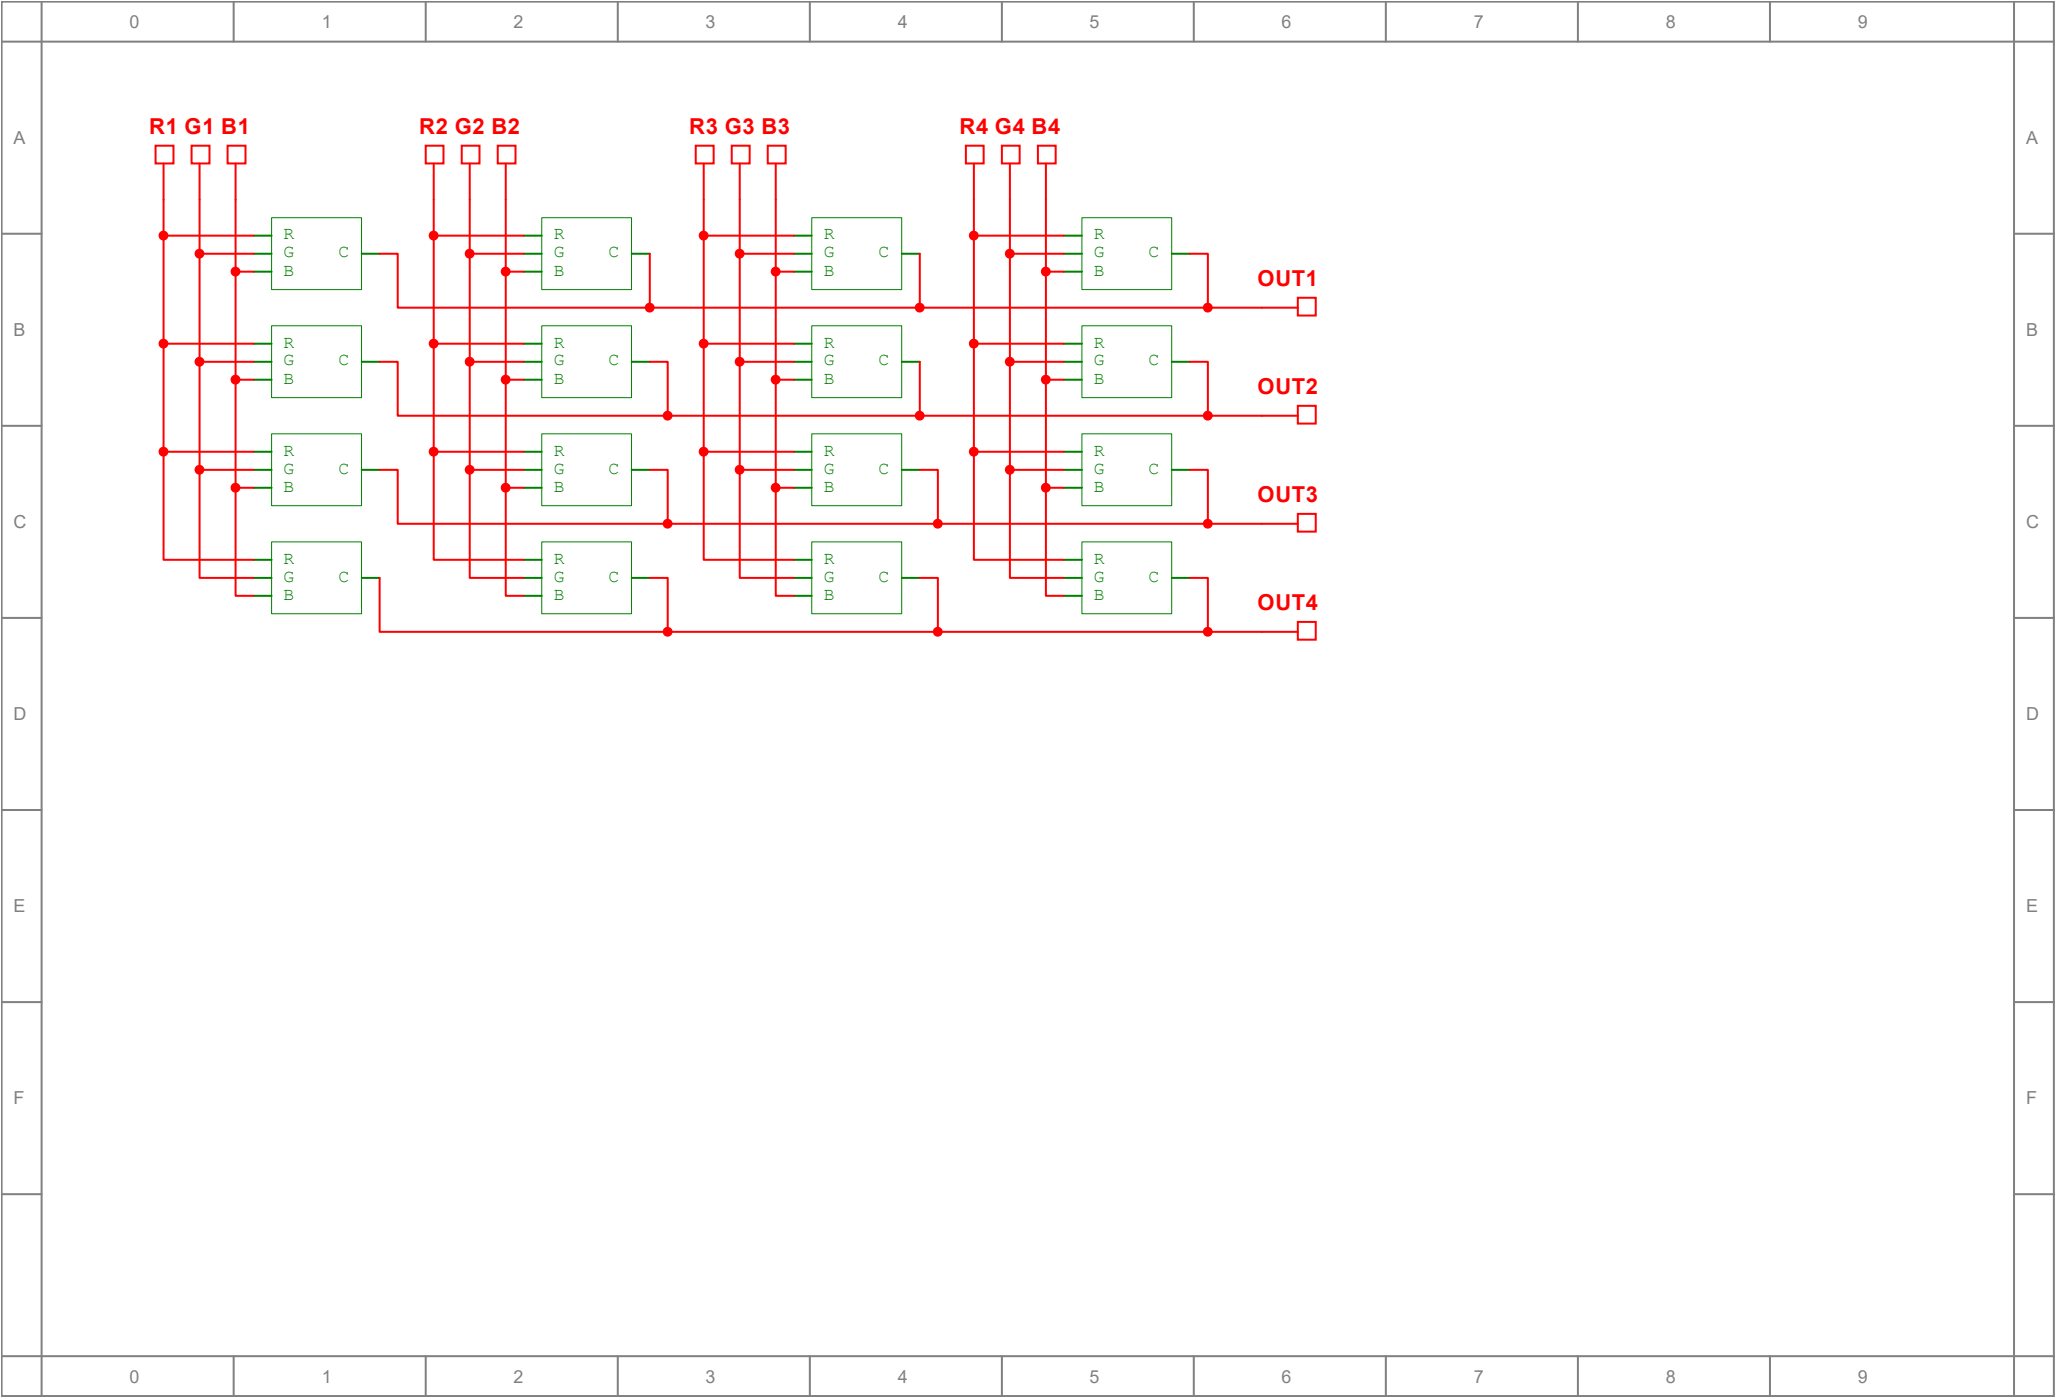 0 1 2 3 4 5 6 7 8 9
R1 G1 B1 R2 G2 B2 R3 G3 B3 R4 G4 B4
A A
R R R R
G C G C G C G C
B B B B
OUT1
B B
R R R R
G C G C G C G C
B B B B
OUT2
R R R R
G C G C G C G C
B B B B
OUT3
C C
R R R R
G C G C G C G C
B B B B
OUT4
D D
E E
F F
0 1 2 3 4 5 6 7 8 9